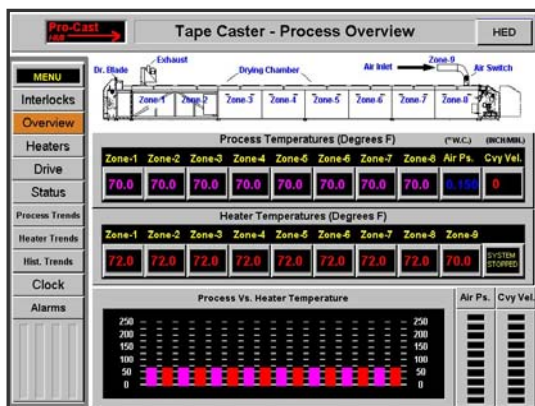 Pro-Cast
HLB
Tape Caster - Process Overview
HED
MENU
Interlocks
Overview
Heaters
Drive
Status
Process Trends
Heater Trends
Hist. Trends
Clock
Alarms
Exhaust
Zone-9
Dr. Blade
Drying Chamber
Air Inlet
Air Switch
Zone-1 Zone-2 Zone-3 Zone-4 Zone-5 Zone-6 Zone-7 Zone-8
Process Temperatures (Degrees F) ("W.C.) (INCH/MIN.)
Zone-1 Zone-2 Zone-3 Zone-4 Zone-5 Zone-6 Zone-7 Zone-8 Air Ps. Cvy Vel.
70.0 70.0 70.0 70.0 70.0 70.0 70.0 70.0 0.150 0
Heater Temperatures (Degrees F)
Zone-1 Zone-2 Zone-3 Zone-4 Zone-5 Zone-6 Zone-7 Zone-8 Zone-9
72.0 72.0 72.0 72.0 72.0 72.0 72.0 72.0 70.0 SYSTEM
STOPPED
Process Vs. Heater Temperature
Air Ps. Cvy Vel.
250 250
200 200
150 150
100 100
50 50
0 0